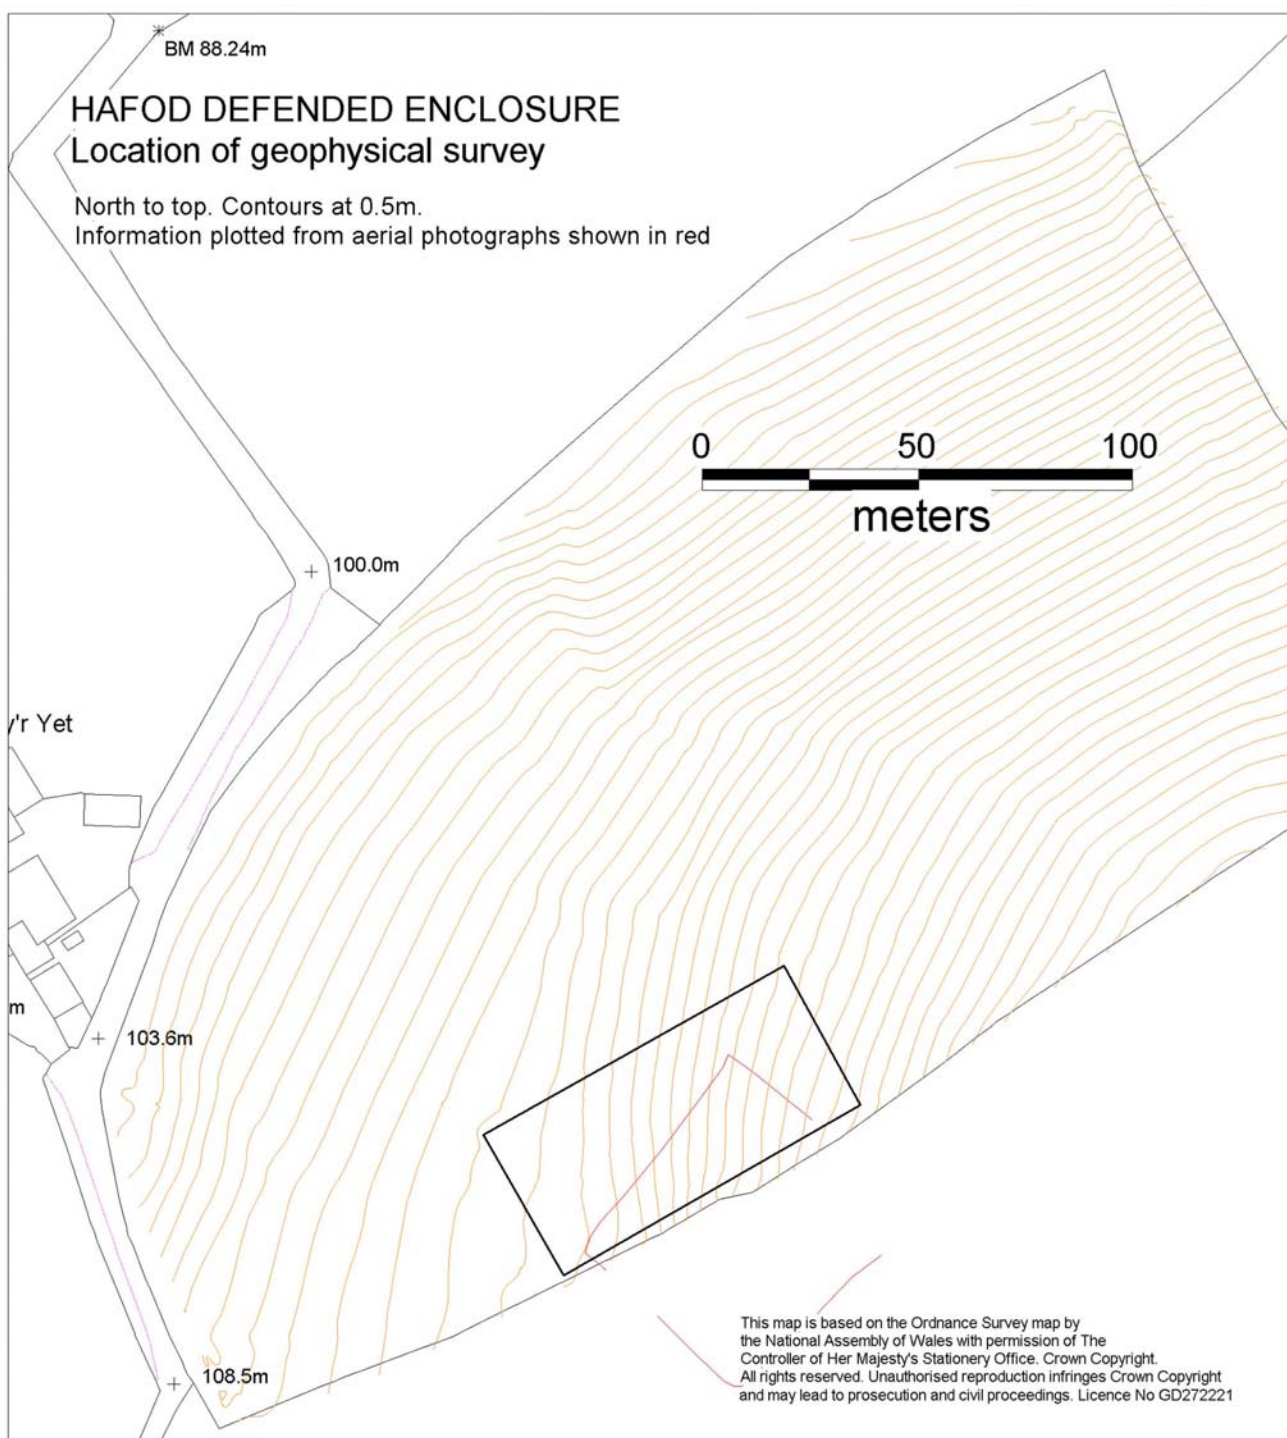 BM 88.24m
HAFOD DEFENDED ENCLOSURE
Location of geophysical survey
North to top. Contours at 0.5m.
Information plotted from aerial photographs shown in red
0 50 100
meters
100.0m
y'r Yet
m
103.6m
108.5m
This map is based on the Ordnance Survey map by
the National Assembly of Wales with permission of The
Controller of Her Majesty's Stationery Office. Crown Copyright.
All rights reserved. Unauthorised reproduction infringes Crown Copyright
and may lead to prosecution and civil proceedings. Licence No GD272221